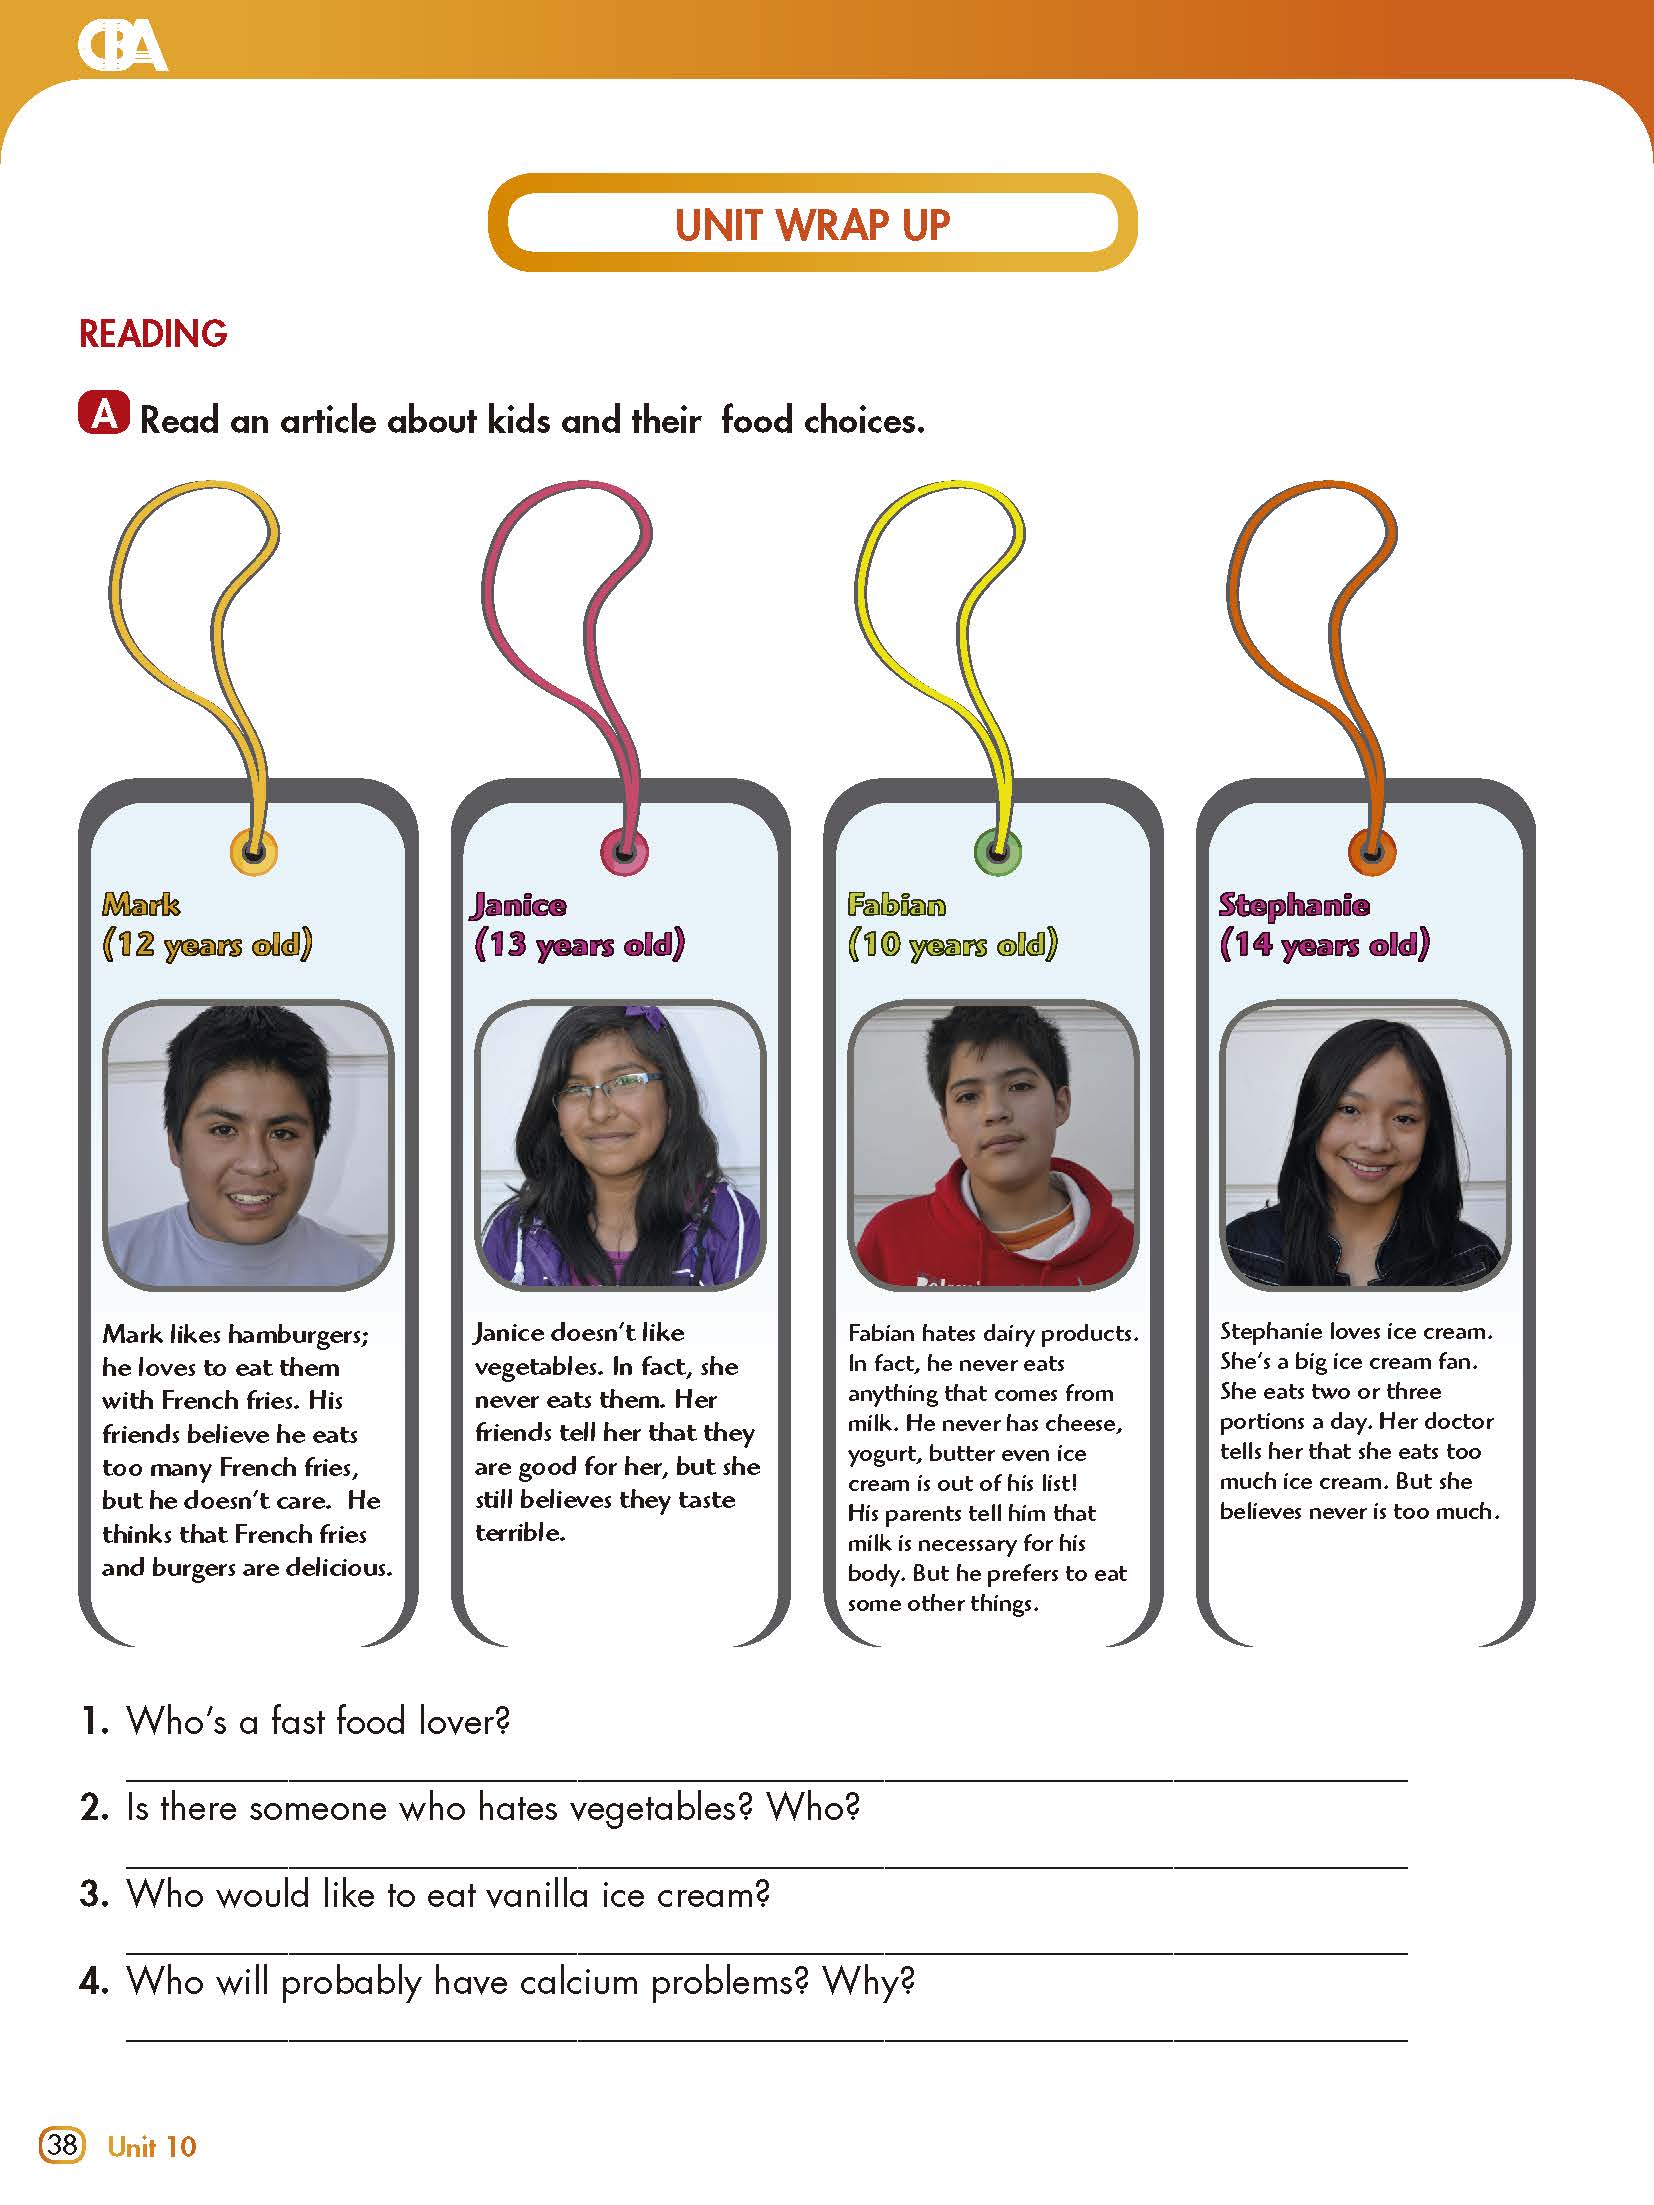 CBA
UNIT WRAP UP
READING
A Read an article about kids and their food choices.
Mark
(12 years old)
Mark likes hamburgers;
he loves to eat them
with French fries. His
friends believe he eats
too many French fries,
but he doesn't care. He
thinks that French fries
and burgers are delicious.
Janice
(13 years old)
Janice doesn't like
vegetables. In fact, she
never eats them. Her
friends tell her that they
are good for her, but she
still believes they taste
terrible.
Fabian
(10 years old)
Fabian hates dairy products.
In fact, he never eats
anything that comes from
milk. He never has cheese,
yogurt, butter even ice
cream is out of his list!
His parents tell him that
milk is necessary for his
body. But he prefers to eat
some other things.
Stephanie
(14 years old)
Stephanie loves ice cream.
She's a big ice cream fan.
She eats two or three
portions a day. Her doctor
tells her that she eats too
much ice cream. But she
believes never is too much.
1. Who's a fast food lover?
2. Is there someone who hates vegetables? Who?
3. Who would like to eat vanilla ice cream?
4. Who will probably have calcium problems? Why?
38 Unit 10